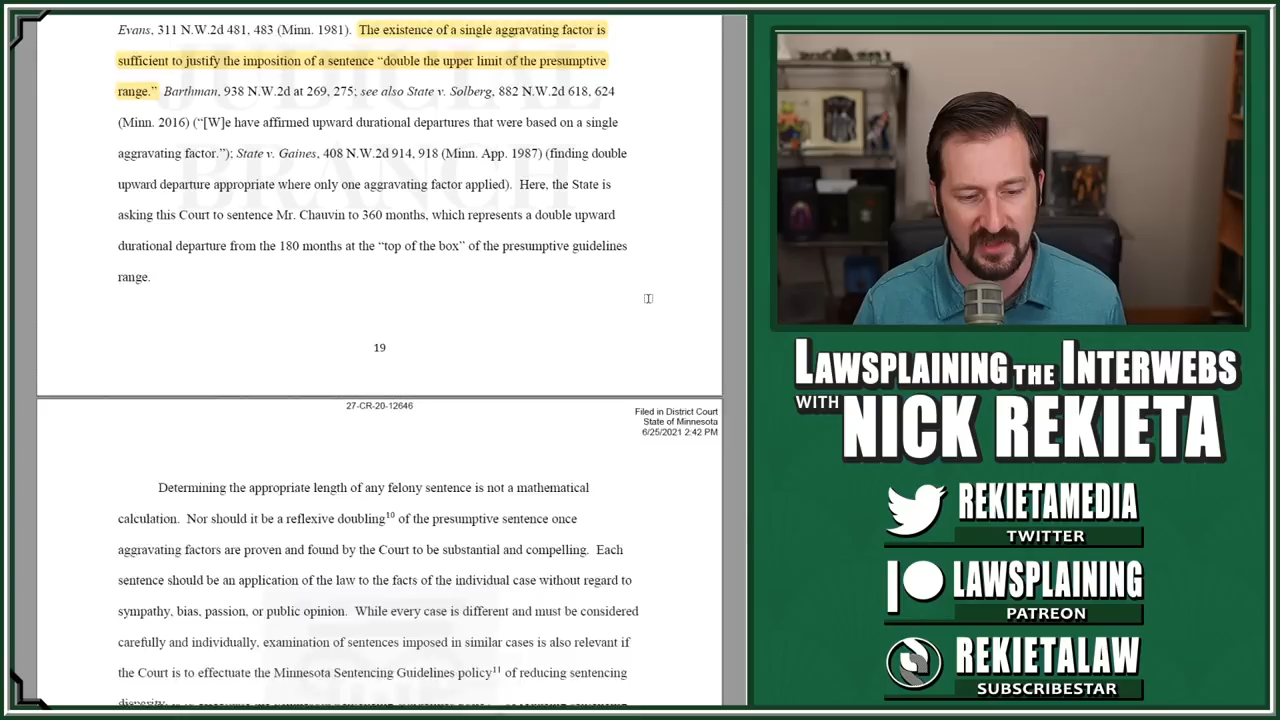 Evans, 311 N.W.2d 481, 483 (Minn. 1981). The existence of a single aggravating factor is
sufficient to justify the imposition of a sentence “double the upper limit of the presumptive
range.” Barthman, 938 N.W.2d at 269, 275; see also State v. Solberg, 882 N.W.2d 618, 624
(Minn. 2016) (“[W]e have affirmed upward durational departures that were based on a single
aggravating factor.”); State v. Gaines, 408 N.W.2d 914, 918 (Minn. App. 1987) (finding double
upward departure appropriate where only one aggravating factor applied). Here, the State is
asking this Court to sentence Mr. Chauvin to 360 months, which represents a double upward
durational departure from the 180 months at the “top of the box” of the presumptive guidelines
range.
JUDICIAL
BRANCH
19
27-CR-20-12646
Filed in District Court
State of Minnesota
6/25/2021 2:42 PM
Determining the appropriate length of any felony sentence is not a mathematical
calculation. Nor should it be a reflexive doubling10 of the presumptive sentence once
aggravating factors are proven and found by the Court to be substantial and compelling. Each
sentence should be an application of the law to the facts of the individual case without regard to
sympathy, bias, passion, or public opinion. While every case is different and must be considered
carefully and individually, examination of sentences imposed in similar cases is also relevant if
the Court is to effectuate the Minnesota Sentencing Guidelines policy11 of reducing sentencing
LAWSPLAINING THE INTERWEBS
WITH NICK REKIETA
REKIETAMEDIA
TWITTER
LAWSPLAINING
PATREON
REKIETALAW
SUBSCRIBESTAR